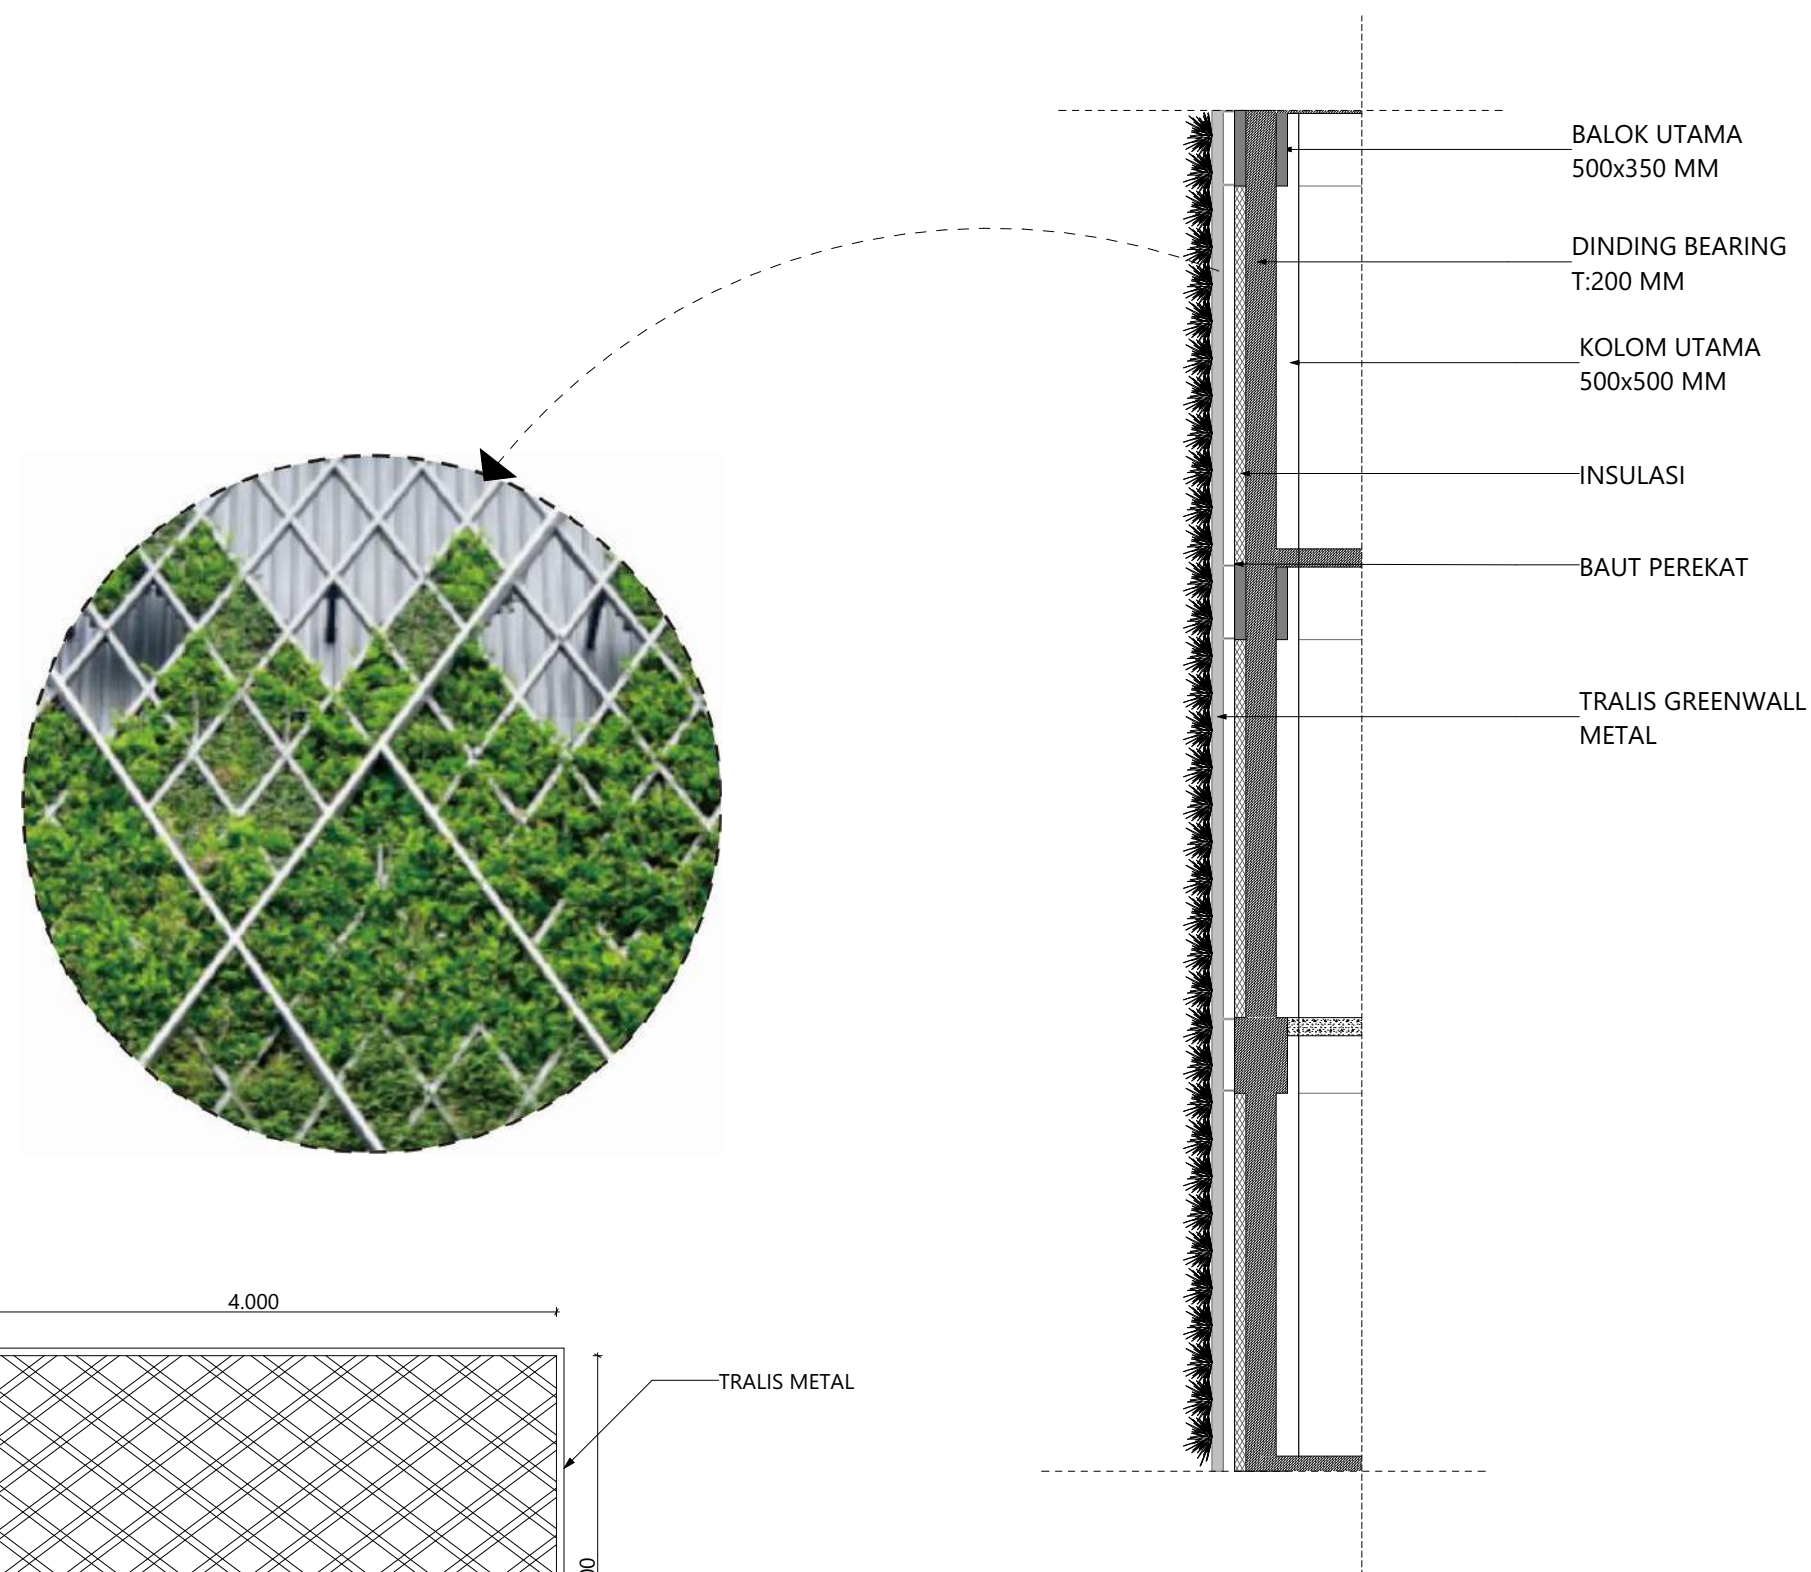 BALOK UTAMA
500x350 MM
DINDING BEARING
T:200 MM
KOLOM UTAMA
500x500 MM
INSULASI
BAUT PEREKAT
TRALIS GREENWALL
METAL
4.000
TRALIS METAL